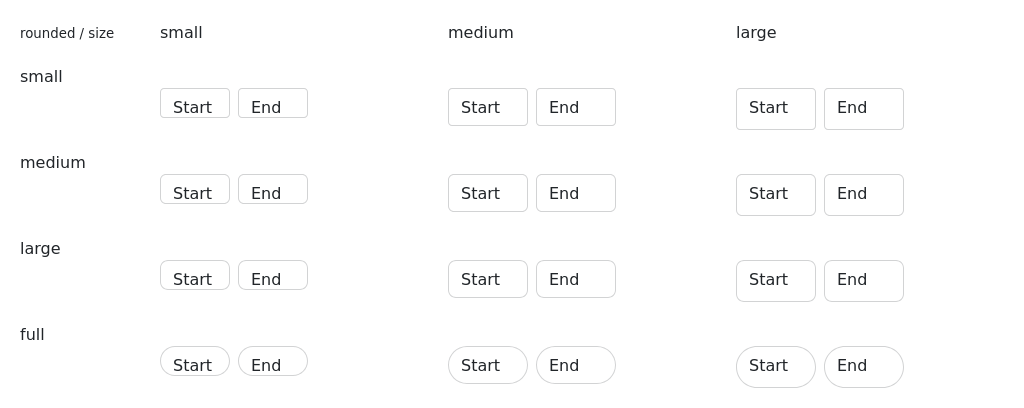 rounded / size small medium large
small
Start End Start End Start End
medium
Start End Start End Start End
large
Start End Start End Start End
full
Start End Start End Start End